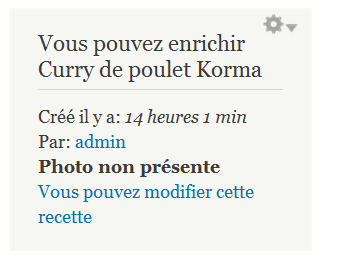 Vous pouvez enrichir
Curry de poulet Korma
Créé il y a: 14 heures 1 min
Par: admin
Photo non présente
Vous pouvez modifier cette
recette